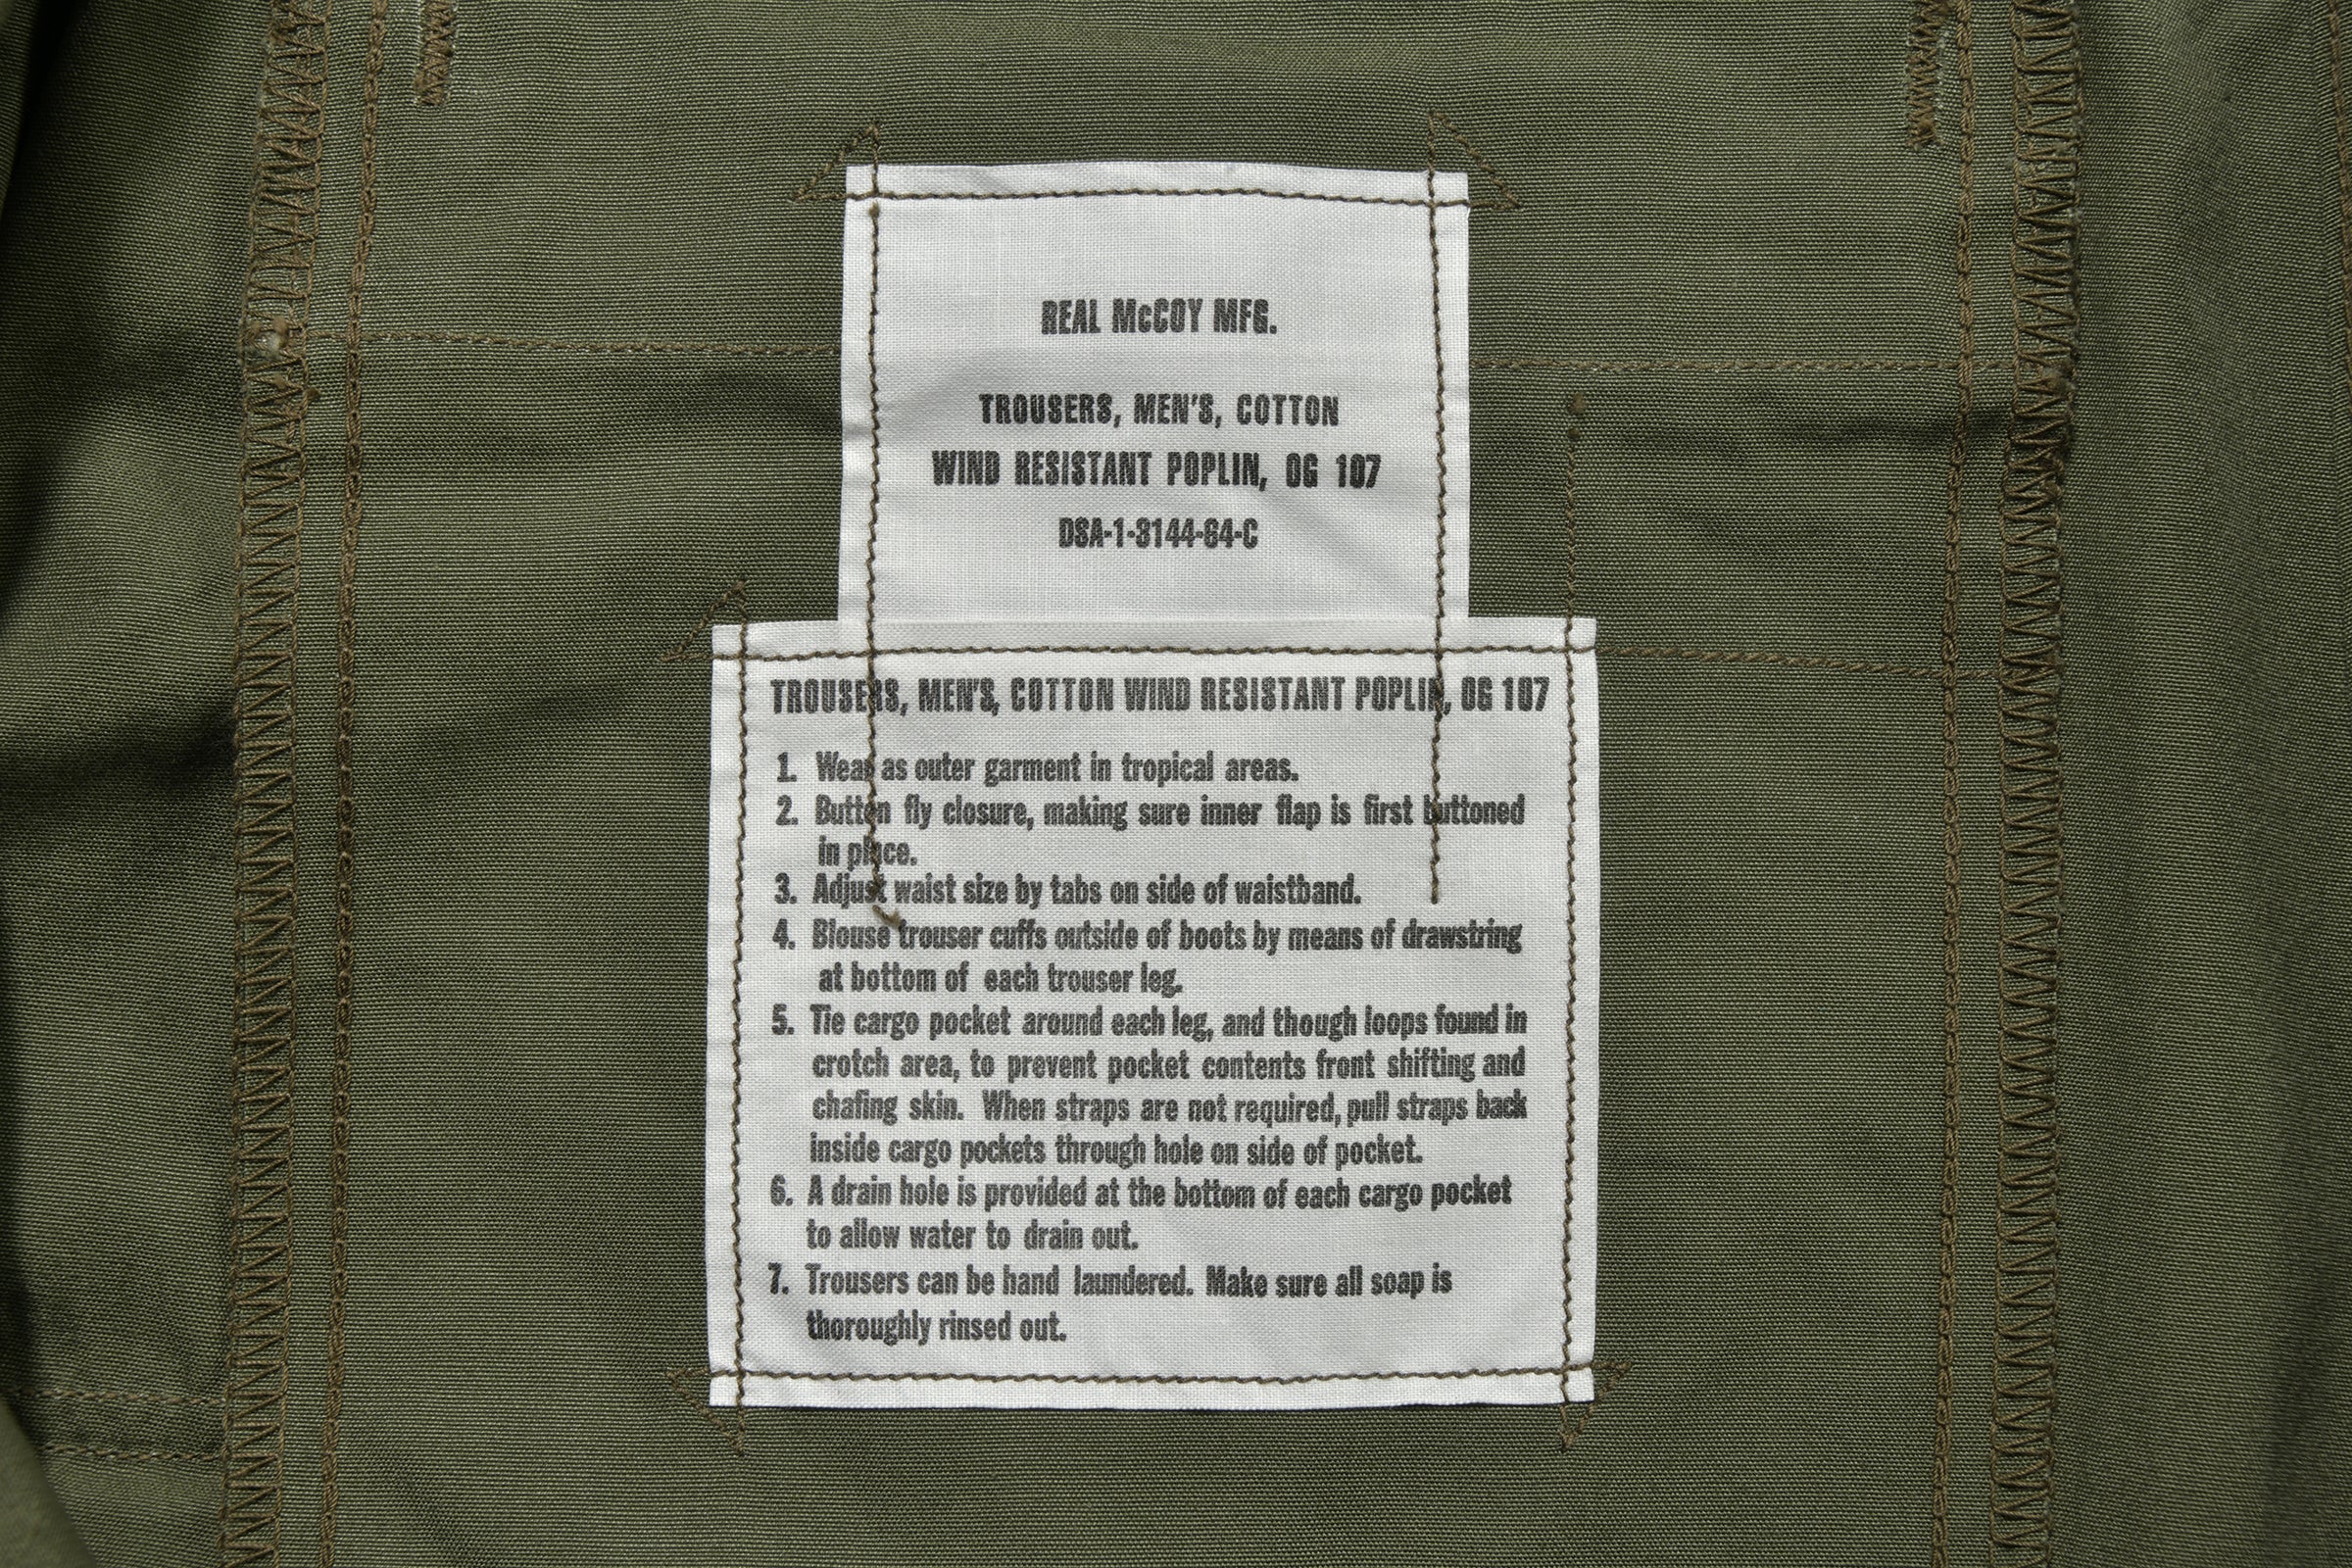 REAL McCOY MFG.
TROUSERS, MEN'S, COTTON
WIND RESISTANT POPLIN, OG 107
DSA-1-3144-64-C
TROUSERS, MEN'S, COTTON WIND RESISTANT POPLIN, OG 107
1. Wear as outer garment in tropical areas.
2. Button fly closure, making sure inner flap is first buttoned
in place.
3. Adjust waist size by tabs on side of waistband.
4. Blouse trouser cuffs outside of boots by means of drawstring
at bottom of each trouser leg.
5. Tie cargo pocket around each leg, and though loops found in
crotch area, to prevent pocket contents front shifting and
chafing skin. When straps are not required, pull straps back
inside cargo pockets through hole on side of pocket.
6. A drain hole is provided at the bottom of each cargo pocket
to allow water to drain out.
7. Trousers can be hand laundered. Make sure all soap is
thoroughly rinsed out.